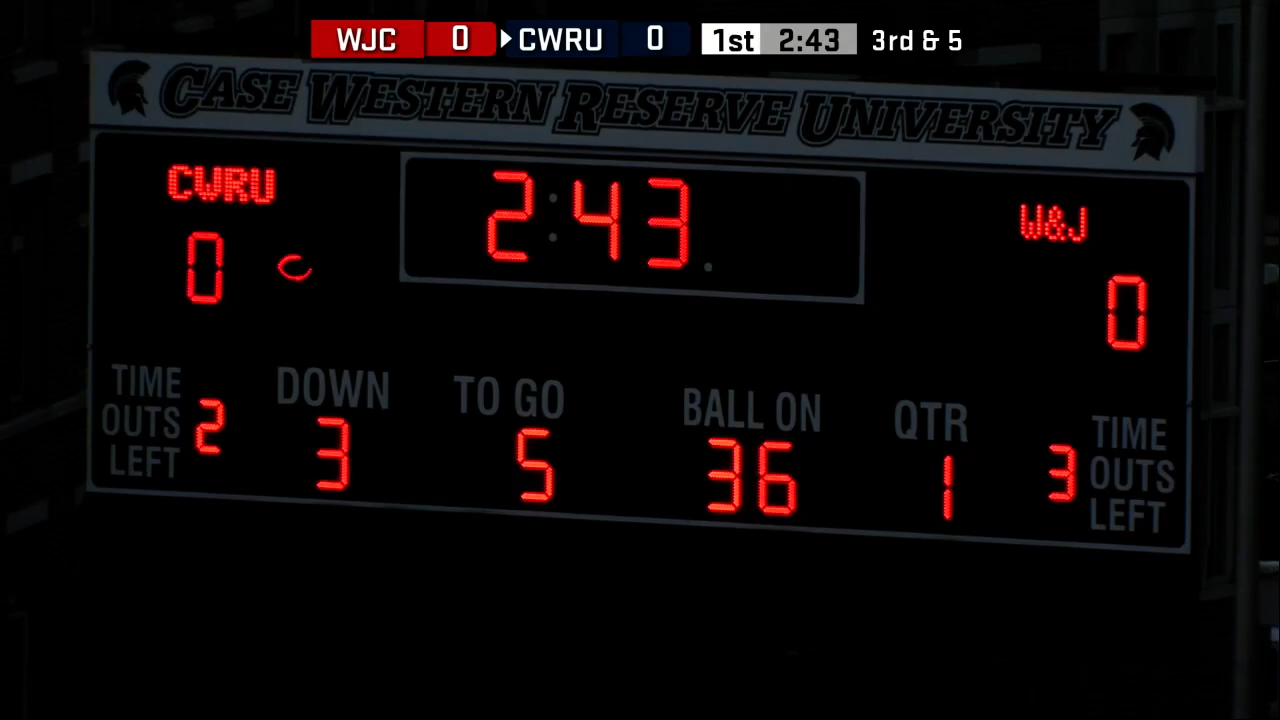 WJC 0 CWRU 0 1st 2:43 3rd & 5
CASE WESTERN RESERVE UNIVERSITY
CWRU 2:43 W&J
0 0
TIME OUTS LEFT 2
DOWN 3
TO GO 5
BALL ON 36
QTR 1
3 TIME OUTS LEFT